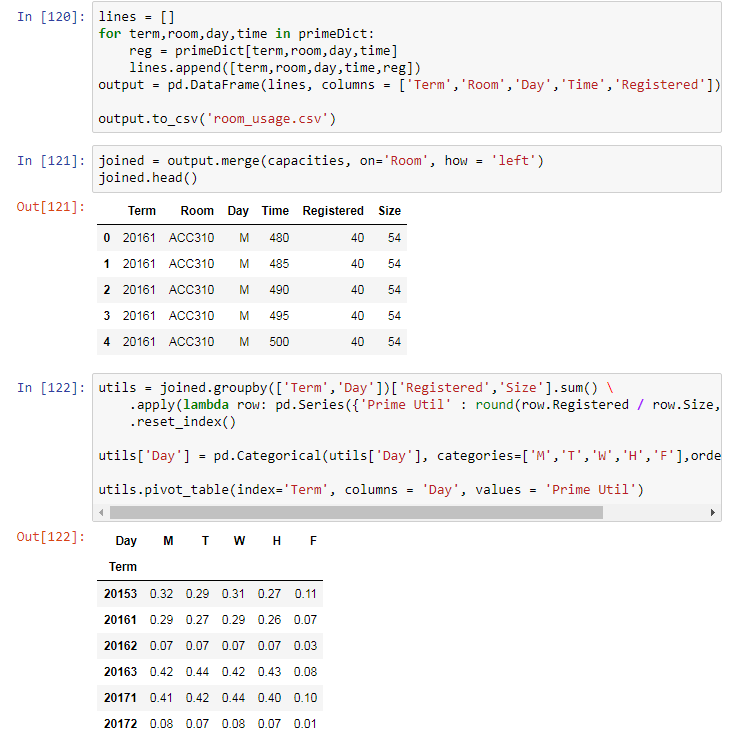 In [120]: lines = []
for term,room,day,time in primeDict:
    reg = primeDict[term,room,day,time]
    lines.append([term,room,day,time,reg])
output = pd.DataFrame(lines, columns = ['Term','Room','Day','Time','Registered'])
output.to_csv('room_usage.csv')
In [121]: joined = output.merge(capacities, on='Room', how = 'left')
joined.head()
Out[121]:
Term Room Day Time Registered Size
0 20161 ACC310 M 480 40 54
1 20161 ACC310 M 485 40 54
2 20161 ACC310 M 490 40 54
3 20161 ACC310 M 495 40 54
4 20161 ACC310 M 500 40 54
In [122]: utils = joined.groupby(['Term','Day'])['Registered','Size'].sum() \
    .apply(lambda row: pd.Series({'Prime Util' : round(row.Registered / row.Size,
    .reset_index()
utils['Day'] = pd.Categorical(utils['Day'], categories=['M','T','W','H','F'],orde
utils.pivot_table(index='Term', columns = 'Day', values = 'Prime Util')
Out[122]:
Day M T W H F
Term
20153 0.32 0.29 0.31 0.27 0.11
20161 0.29 0.27 0.29 0.26 0.07
20162 0.07 0.07 0.07 0.07 0.03
20163 0.42 0.44 0.42 0.43 0.08
20171 0.41 0.42 0.44 0.40 0.10
20172 0.08 0.07 0.08 0.07 0.01